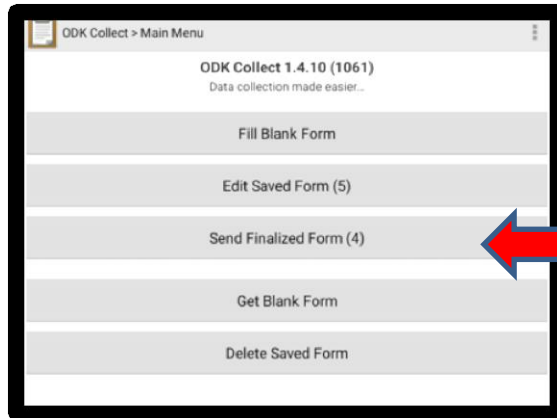 ODK Collect > Main Menu
ODK Collect 1.4.10 (1061)
Data collection made easier...
Fill Blank Form
Edit Saved Form (5)
Send Finalized Form (4)
Get Blank Form
Delete Saved Form